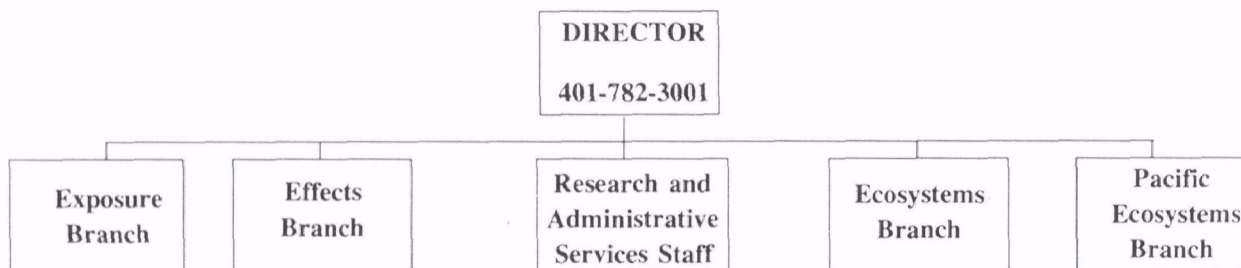 DIRECTOR
401-782-3001
Exposure
Branch
Effects
Branch
Research and
Administrative
Services Staff
Ecosystems
Branch
Pacific
Ecosystems
Branch